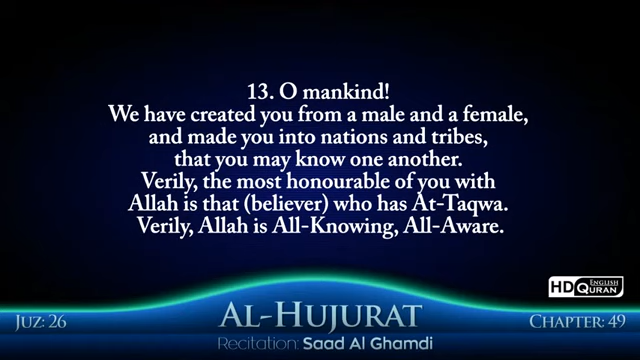 13. O mankind!
We have created you from a male and a female,
and made you into nations and tribes,
that you may know one another.
Verily, the most honourable of you with
Allah is that (believer) who has At-Taqwa.
Verily, Allah is All-Knowing, All-Aware.
HD ENGLISH QURAN
Juz: 26
Al-Hujurat
Chapter: 49
Recitation: Saad Al Ghamdi